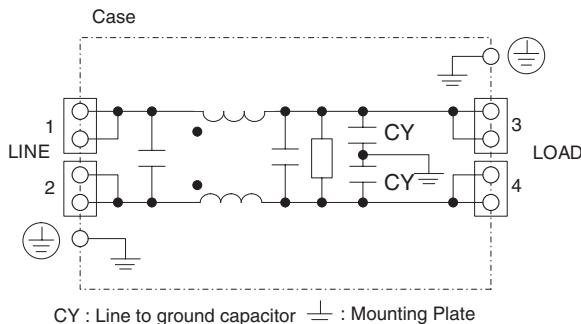 Case
1
3
CY
LINE
LOAD
2
CY
4
CY : Line to ground capacitor : Mounting Plate